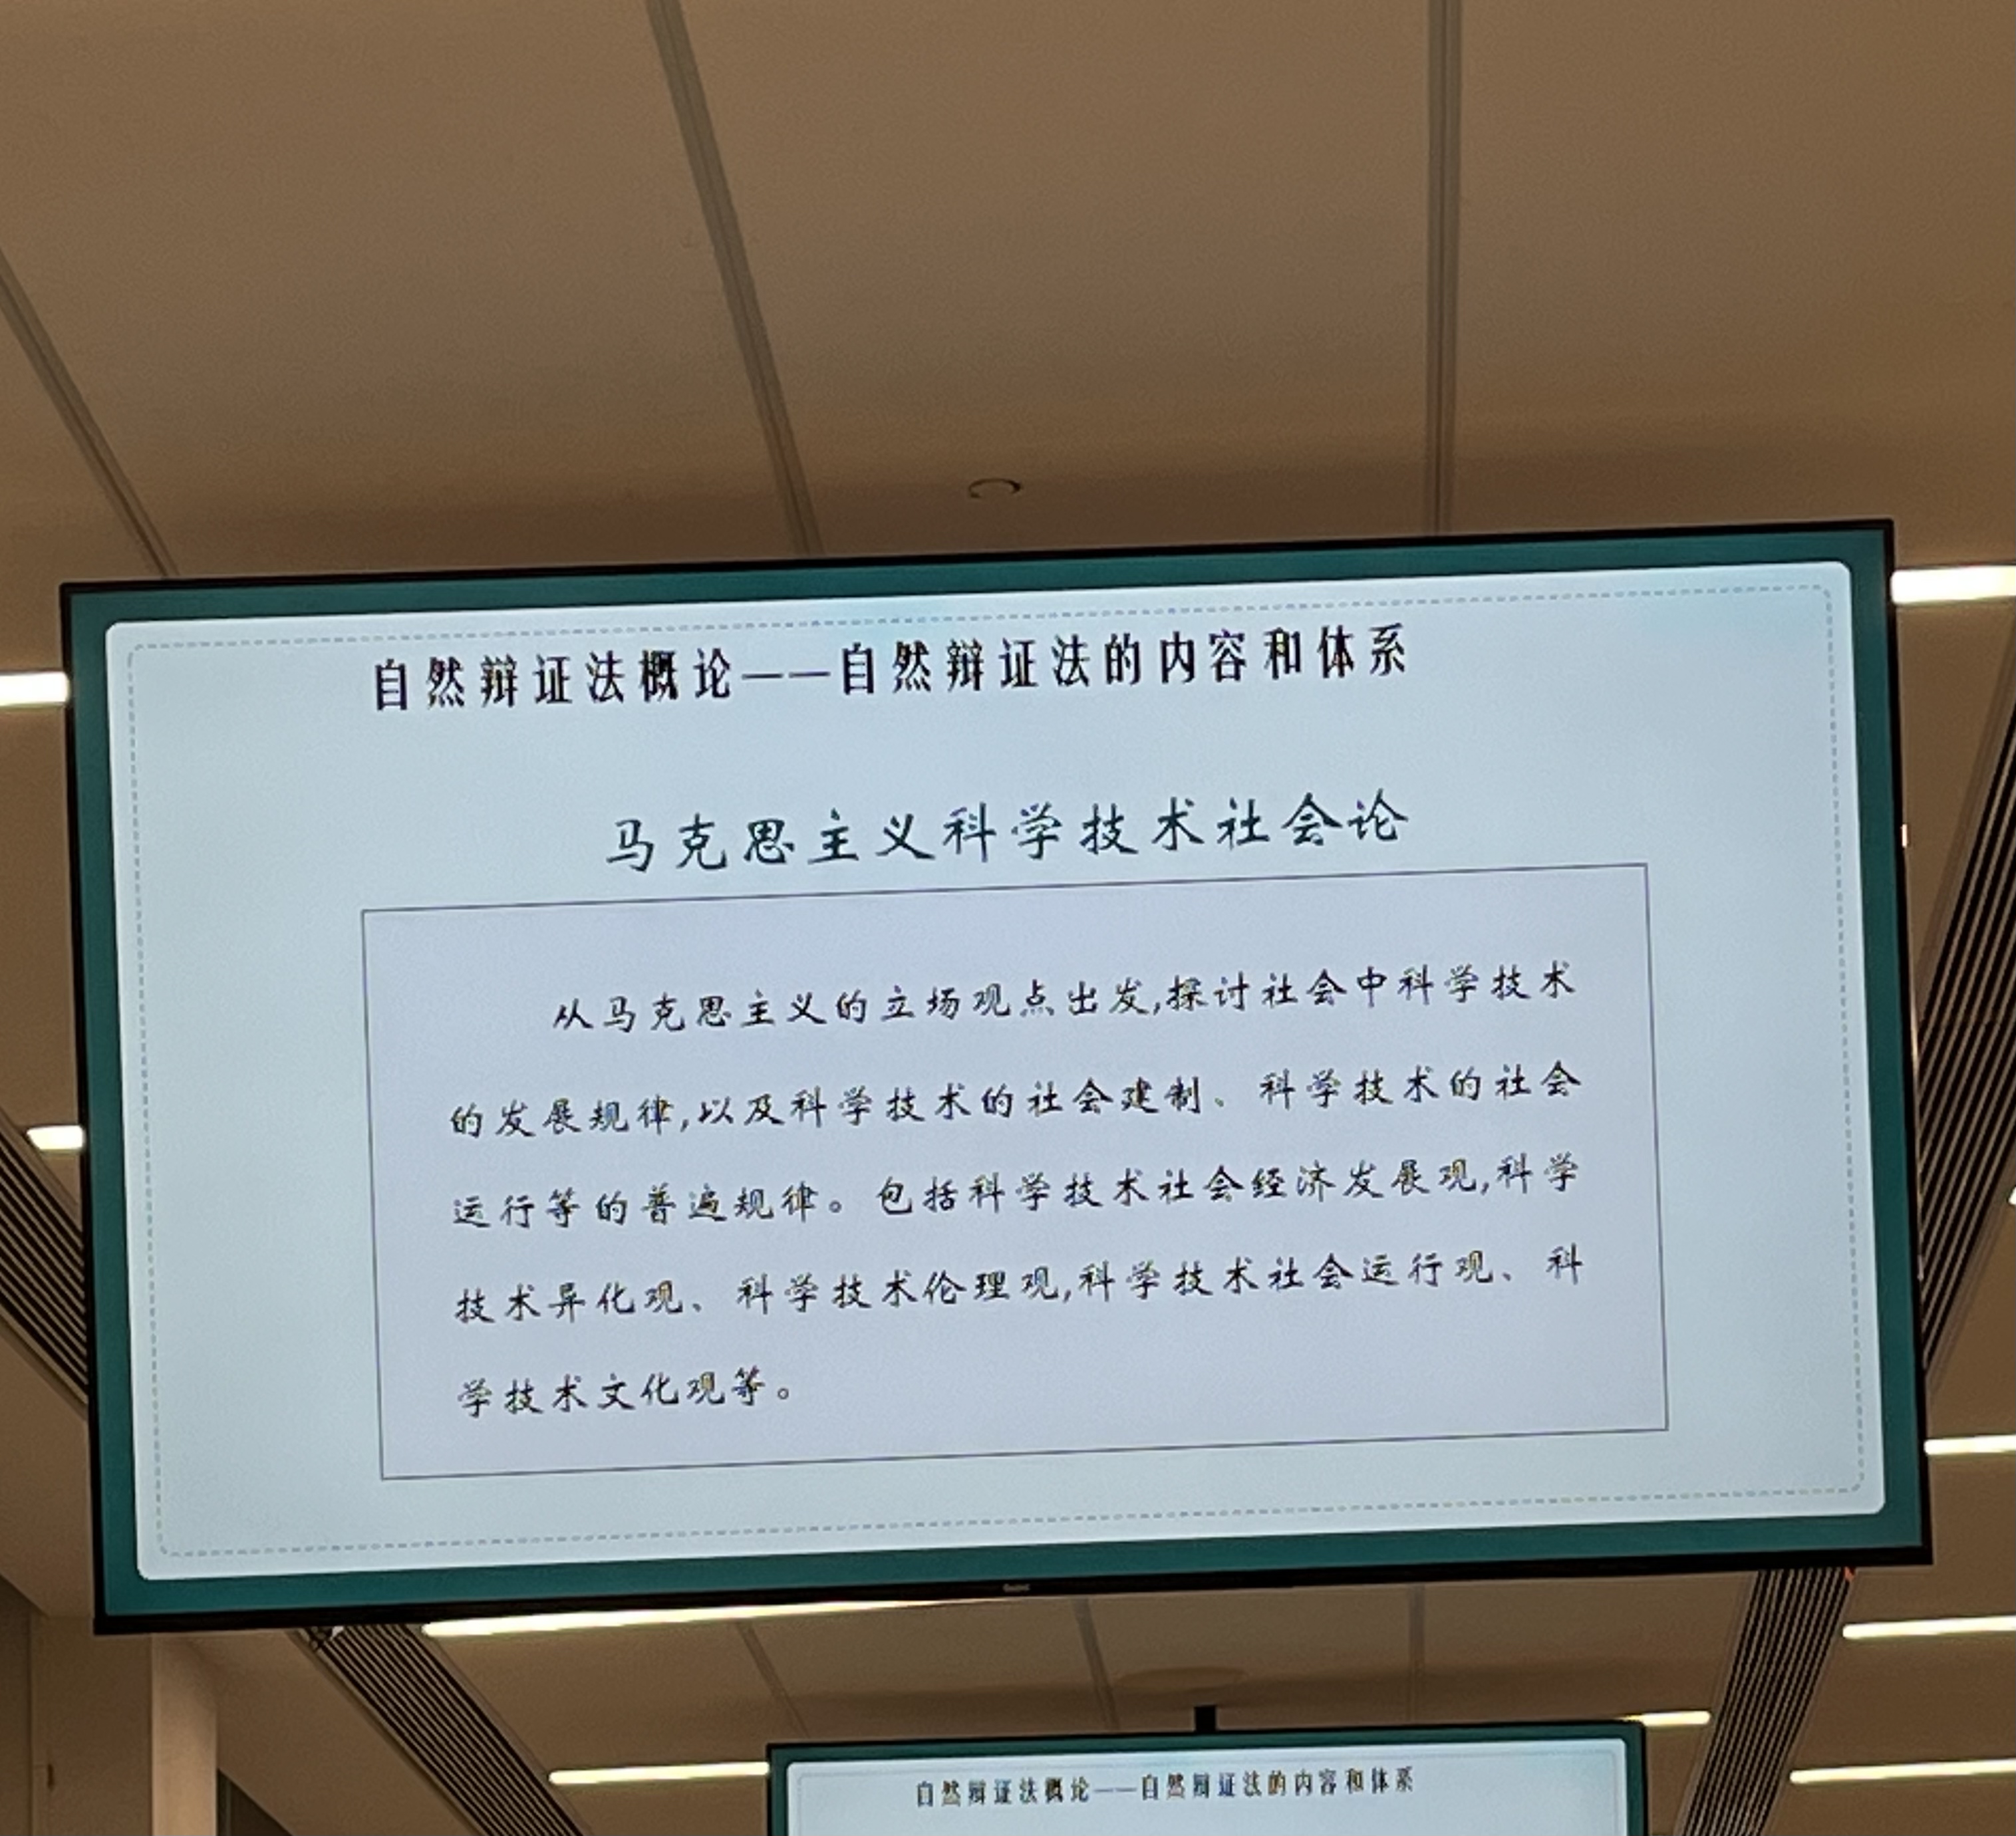 自然辩证法概论——自然辩证法的内容和体系
马克思主义科学技术社会论
从马克思主义的立场观点出发,探讨社会中科学技术
的发展规律,以及科学技术的社会建制、科学技术的社会
运行等的普遍规律。包括科学技术社会经济发展观,科学
技术异化观、科学技术伦理观,科学技术社会运行观、科
学技术文化观等。
自然辩证法概论——自然辩证法的内容和体系